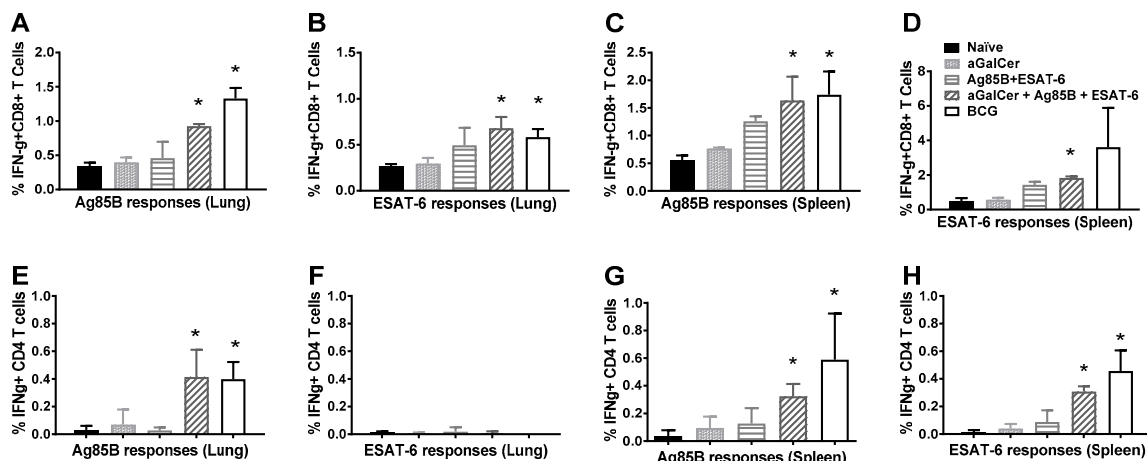 A
% IFN-g+CD8+ T Cells
2.0
1.5
1.0
0.5
0.0
*
*
Ag85B responses (Lung)
B
% IFN-g+CD8+ T Cells
1.5
1.0
0.5
0.0
*
*
ESAT-6 responses (Lung)
C
% IFN-g+CD8+ T Cells
2.5
2.0
1.5
1.0
0.5
0.0
*
*
Ag85B responses (Spleen)
D
Naïve
aGalCer
Ag85B+ESAT-6
aGalCer + Ag85B + ESAT-6
BCG
% IFN-g+CD8+ T Cells
8
6
4
2
0
*
ESAT-6 responses (Spleen)
E
% IFNg+ CD4 T cells
1.0
0.8
0.6
0.4
0.2
0.0
*
*
Ag85B responses (Lung)
F
% IFNg+ CD4 T cells
1.0
0.8
0.6
0.4
0.2
0.0
ESAT-6 responses (Lung)
G
% IFNg+ CD4 T cells
1.0
0.8
0.6
0.4
0.2
0.0
*
*
Ag85B responses (Spleen)
H
% IFNg+ CD4 T cells
1.0
0.8
0.6
0.4
0.2
0.0
*
*
ESAT-6 responses (Spleen)